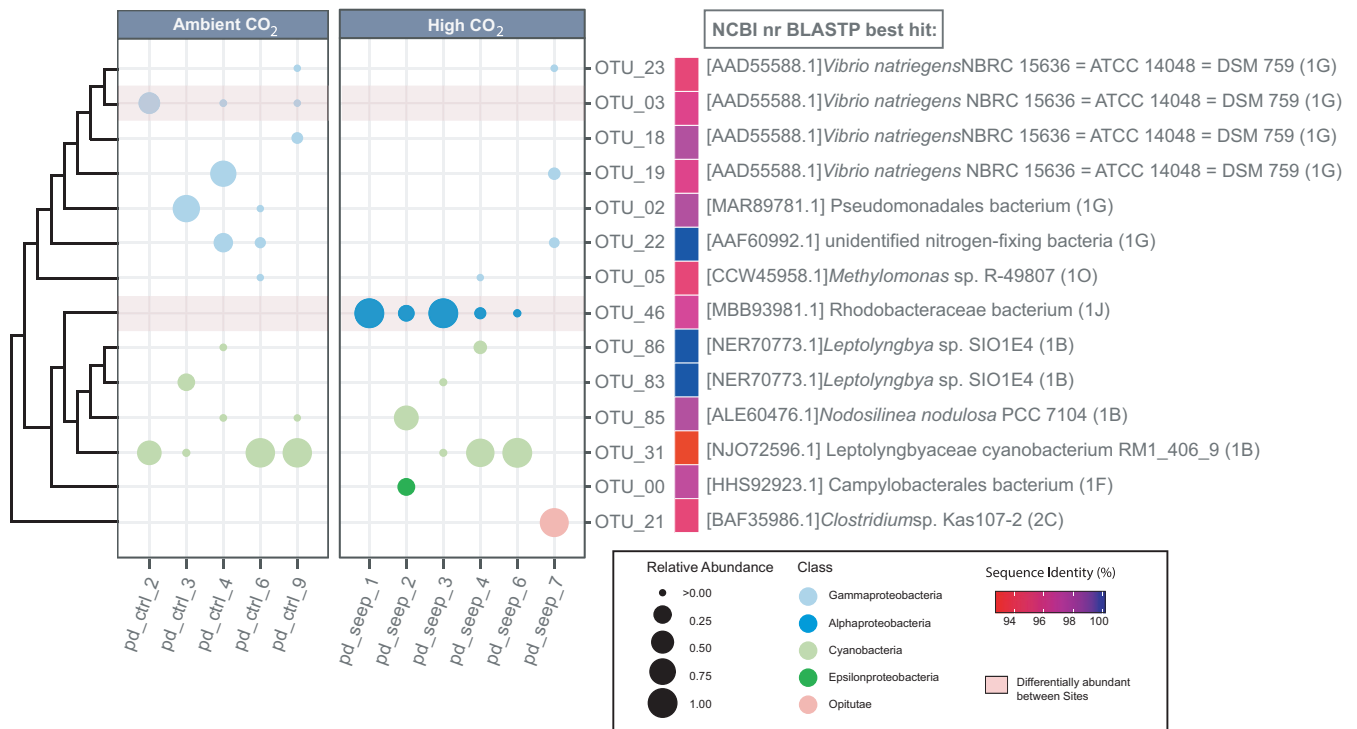 Ambient CO2
High CO2
NCBI nr BLASTP best hit:
OTU_23 [AAD55588.1]Vibrio natriegensNBRC 15636 = ATCC 14048 = DSM 759 (1G)
OTU_03 [AAD55588.1]Vibrio natriegens NBRC 15636 = ATCC 14048 = DSM 759 (1G)
OTU_18 [AAD55588.1]Vibrio natriegensNBRC 15636 = ATCC 14048 = DSM 759 (1G)
OTU_19 [AAD55588.1]Vibrio natriegens NBRC 15636 = ATCC 14048 = DSM 759 (1G)
OTU_02 [MAR89781.1] Pseudomonadales bacterium (1G)
OTU_22 [AAF60992.1] unidentified nitrogen-fixing bacteria (1G)
OTU_05 [CCW45958.1]Methylomonas sp. R-49807 (1O)
OTU_46 [MBB93981.1] Rhodobacteraceae bacterium (1J)
OTU_86 [NER70773.1]Leptolyngbya sp. SIO1E4 (1B)
OTU_83 [NER70773.1]Leptolyngbya sp. SIO1E4 (1B)
OTU_85 [ALE60476.1]Nodosilinea nodulosa PCC 7104 (1B)
OTU_31 [NJO72596.1] Leptolyngbyaceae cyanobacterium RM1_406_9 (1B)
OTU_00 [HHS92923.1] Campylobacterales bacterium (1F)
OTU_21 [BAF35986.1]Clostridiumsp. Kas107-2 (2C)
pd_ctrl_2
pd_ctrl_3
pd_ctrl_4
pd_ctrl_6
pd_ctrl_9
pd_seep_1
pd_seep_2
pd_seep_3
pd_seep_4
pd_seep_6
pd_seep_7
Relative Abundance
>0.00
0.25
0.50
0.75
1.00
Class
Gammaproteobacteria
Alphaproteobacteria
Cyanobacteria
Epsilonproteobacteria
Opitutae
Sequence Identity (%)
94 96 98 100
Differentially abundant
between Sites